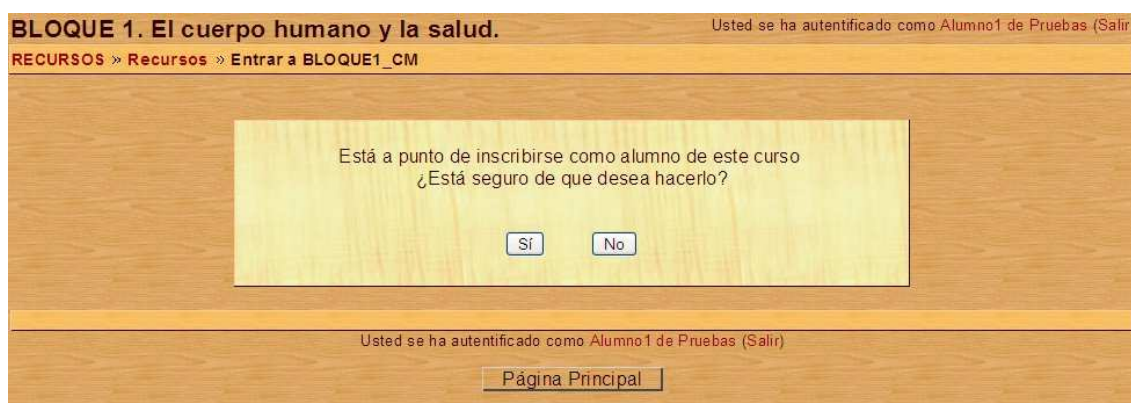 BLOQUE 1. El cuerpo humano y la salud.
Usted se ha autentificado como Alumno1 de Pruebas (Salir
RECURSOS » Recursos » Entrar a BLOQUE1_CM
Está a punto de inscribirse como alumno de este curso
¿Está seguro de que desea hacerlo?
Sí No
Usted se ha autentificado como Alumno1 de Pruebas (Salir)
Página Principal